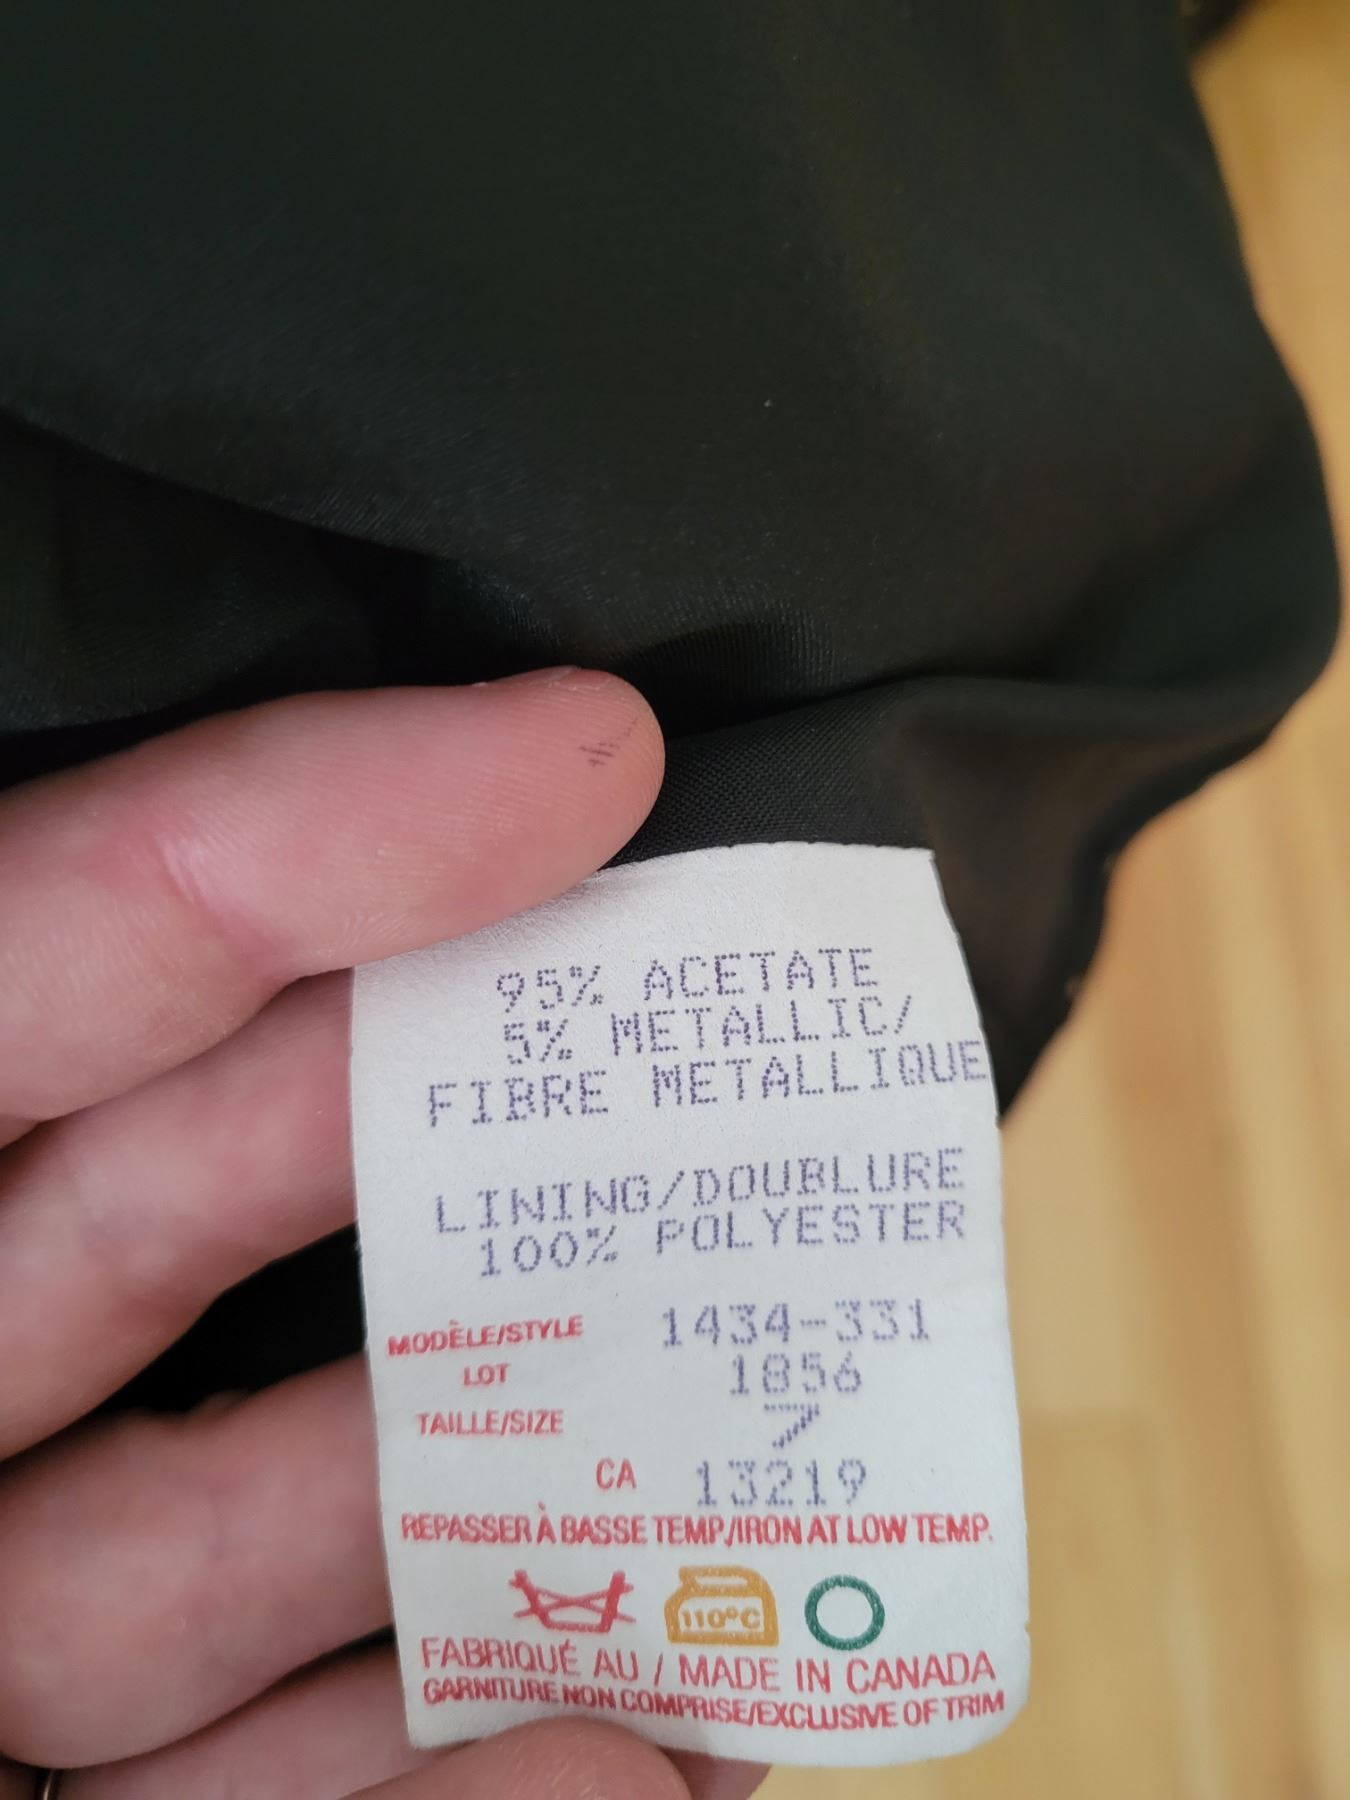 95% ACETATE
5% METALLIC/
FIBRE METALLIQUE
LINING/DOUBLURE
100% POLYESTER
MODÈLE/STYLE 1434-331
LOT 1856
TAILLE/SIZE 7
CA 13219
REPASSER À BASSE TEMP./IRON AT LOW TEMP.
110°C
FABRIQUÉ AU / MADE IN CANADA
GARNITURE NON COMPRISE/EXCLUSIVE OF TRIM